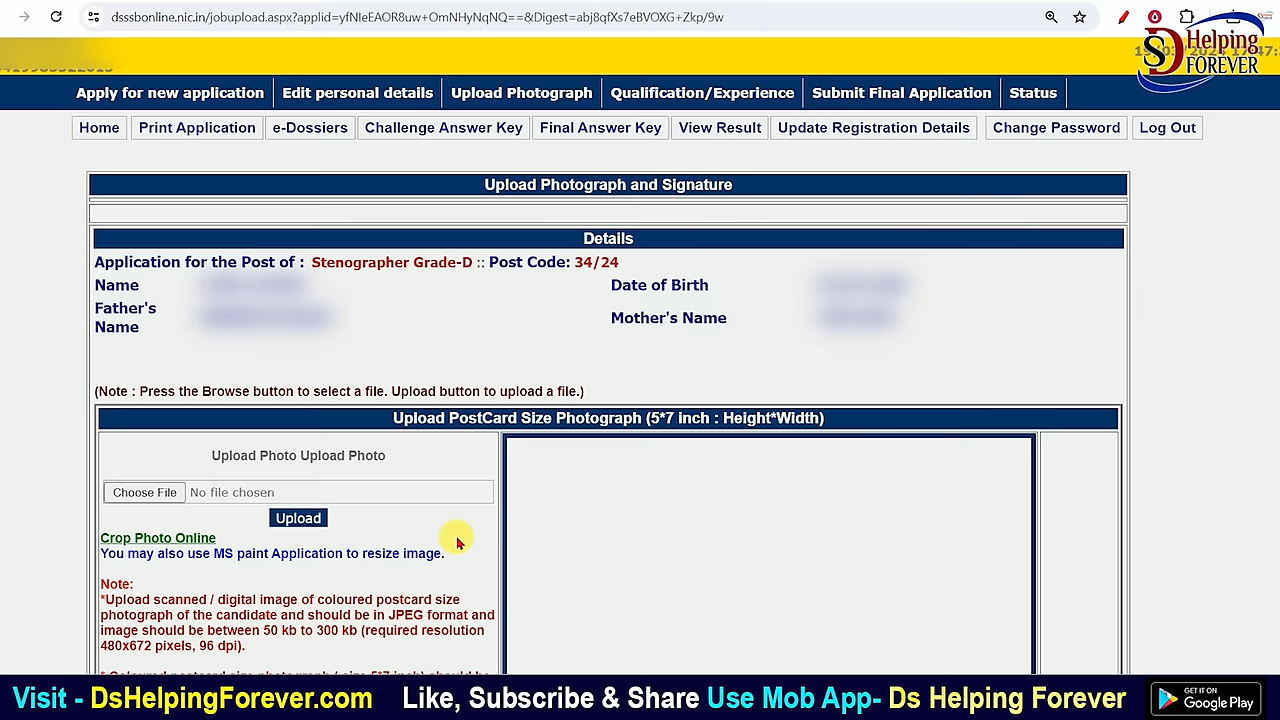 dsssbonline.nic.in/jobupload.aspx?applid=yfNIeEAOR8uw+OmNHyNqNQ==&Digest=abj8qfXs7eBVOXG+Zkp/9w
SD Helping
FOREVER
Apply for new application Edit personal details Upload Photograph Qualification/Experience Submit Final Application Status
Home Print Application e-Dossiers Challenge Answer Key Final Answer Key View Result Update Registration Details Change Password Log Out
Upload Photograph and Signature
Details
Application for the Post of : Stenographer Grade-D :: Post Code: 34/24
Name Date of Birth
Father's
Name Mother's Name
(Note : Press the Browse button to select a file. Upload button to upload a file.)
Upload PostCard Size Photograph (5*7 inch : Height*Width)
Upload Photo Upload Photo
Choose File No file chosen
Upload
Crop Photo Online
You may also use MS paint Application to resize image.
Note:
*Upload scanned / digital image of coloured postcard size
photograph of the candidate and should be in JPEG format and
image should be between 50 kb to 300 kb (required resolution
480x672 pixels, 96 dpi).
Visit - DsHelpingForever.com Like, Subscribe & Share Use Mob App- Ds Helping Forever GET IT ON
Google Play